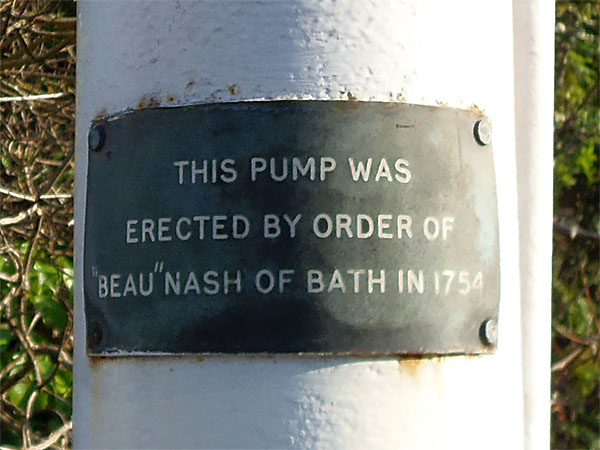 THIS PUMP WAS
ERECTED BY ORDER OF
"BEAU" NASH OF BATH IN 1754